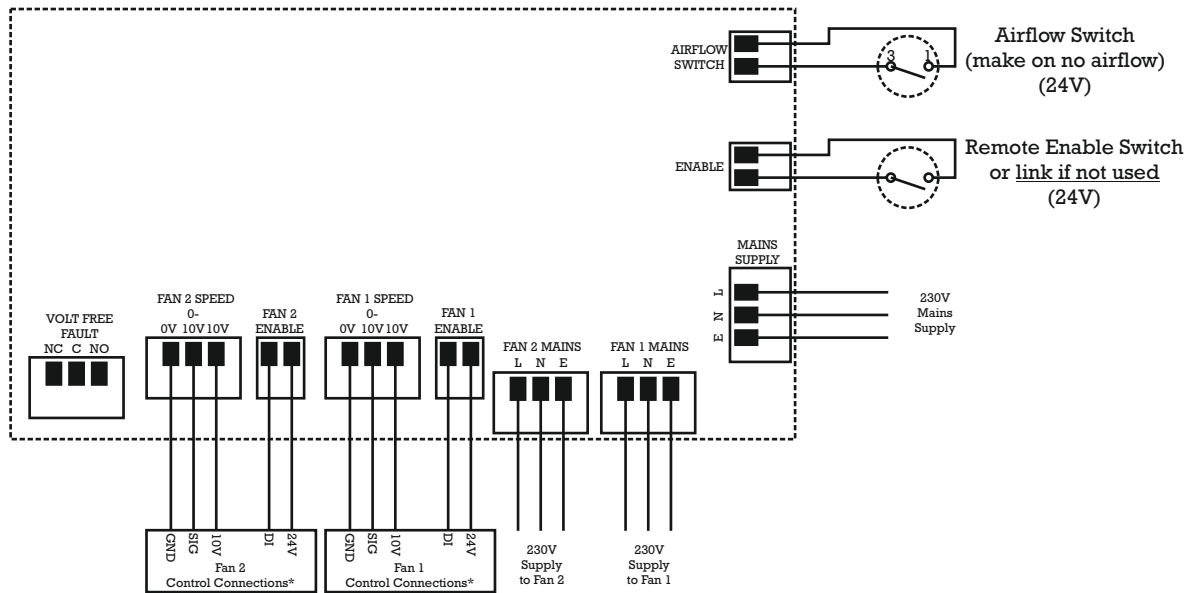 AIRFLOW
SWITCH
3 1
Airflow Switch
(make on no airflow)
(24V)
ENABLE
Remote Enable Switch
or link if not used
(24V)
MAINS
SUPPLY
L
N
E
230V
Mains
Supply
VOLT FREE
FAULT
NC C NO
FAN 2 SPEED
0-
0V 10V 10V
FAN 2
ENABLE
FAN 1 SPEED
0-
0V 10V 10V
FAN 1
ENABLE
FAN 2 MAINS
L N E
FAN 1 MAINS
L N E
GND SIG 10V DI 24V
Fan 2
Control Connections*
GND SIG 10V DI 24V
Fan 1
Control Connections*
230V
Supply
to Fan 2
230V
Supply
to Fan 1